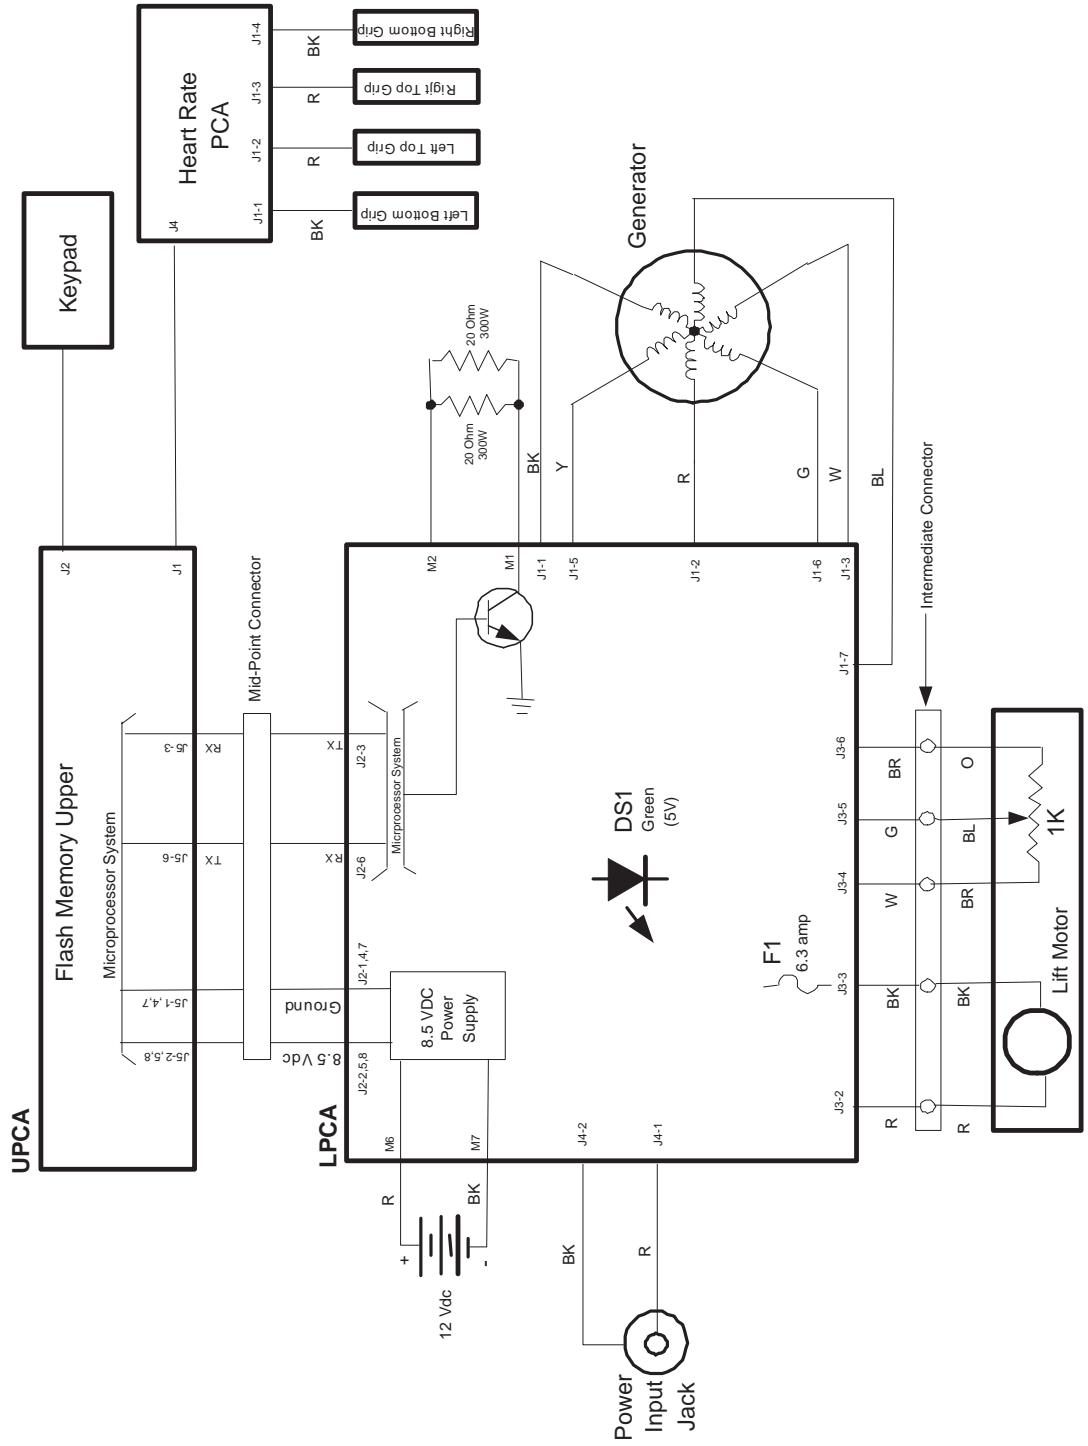 UPCA
Flash Memory Upper
Microprocessor System
J2
J1
J5-2,5,8
J5-1,4,7
J5-6
J5-3
TX
RX
Keypad
Heart Rate
PCA
J4
J1-1
J1-2
J1-3
J1-4
BK
R
R
BK
Left Bottom Grip
Left Top Grip
Rigjt Top Grip
Right Bottom Grip
Mid-Point Connector
8.5 Vdc
Ground
RX
TX
LPCA
J2-2,5,8
J2-1,4,7
J2-6
J2-3
Micrprocessor System
8.5 VDC
Power
Supply
M6
M7
R
BK
+
-
12 Vdc
M2
M1
20 Ohm
300W
20 Ohm
300W
Generator
BK
Y
R
G
W
BL
J1-1
J1-5
J1-2
J1-6
J1-3
J1-7
DS1
Green
(5V)
F1
6.3 amp
J4-2
J4-1
BK
R
Power
Input
Jack
J3-2
J3-3
J3-4
J3-5
J3-6
R
BK
W
G
BR
Intermediate Connector
R
BK
BR
BL
O
Lift Motor
1K